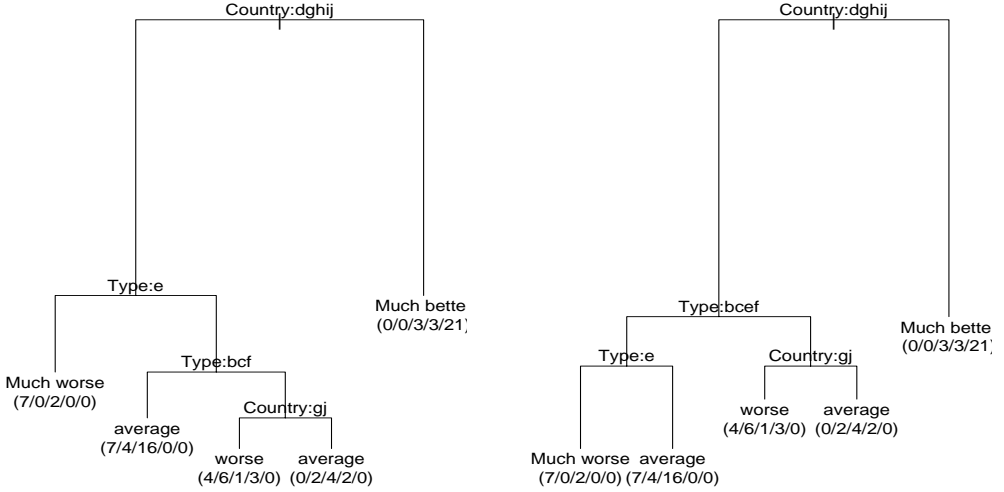 Country:dghij
Type:e
Much bette
(0/0/3/3/21)
Type:bcf
Much worse
(7/0/2/0/0)
Country:gj
average
(7/4/16/0/0)
worse
(4/6/1/3/0)
average
(0/2/4/2/0)
Country:dghij
Type:bcef
Much bette
(0/0/3/3/21)
Type:e
Country:gj
worse
(4/6/1/3/0)
average
(0/2/4/2/0)
Much worse
(7/0/2/0/0)
average
(7/4/16/0/0)